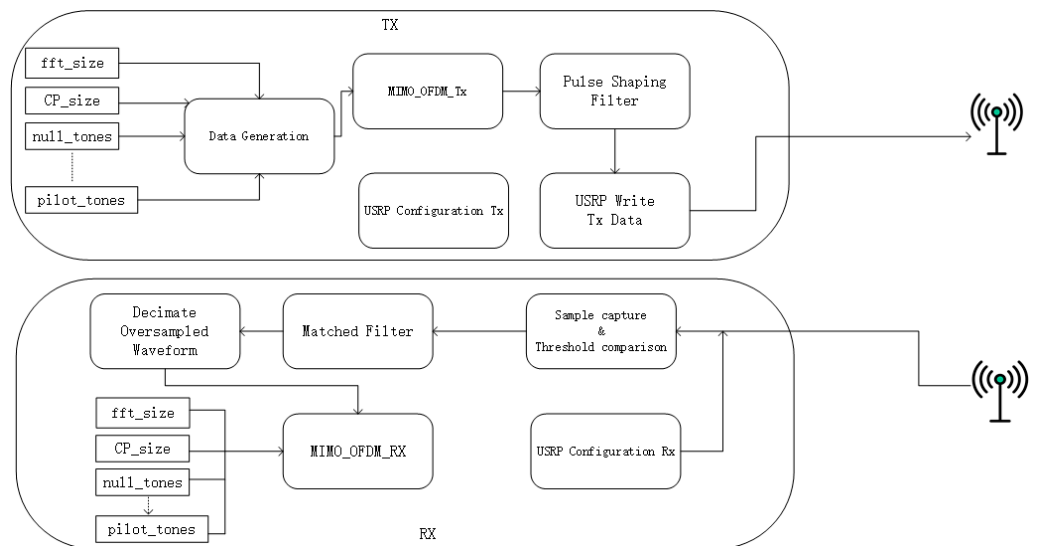 TX
fft_size
CP_size
null_tones
pilot_tones
Data Generation
MIMO_OFDM_Tx
Pulse Shaping
Filter
USRP Configuration Tx
USRP Write
Tx Data
Decimate
Oversampled
Waveform
Matched Filter
Sample capture
&
Threshold comparison
fft_size
CP_size
null_tones
pilot_tones
MIMO_OFDM_RX
USRP Configuration Rx
RX